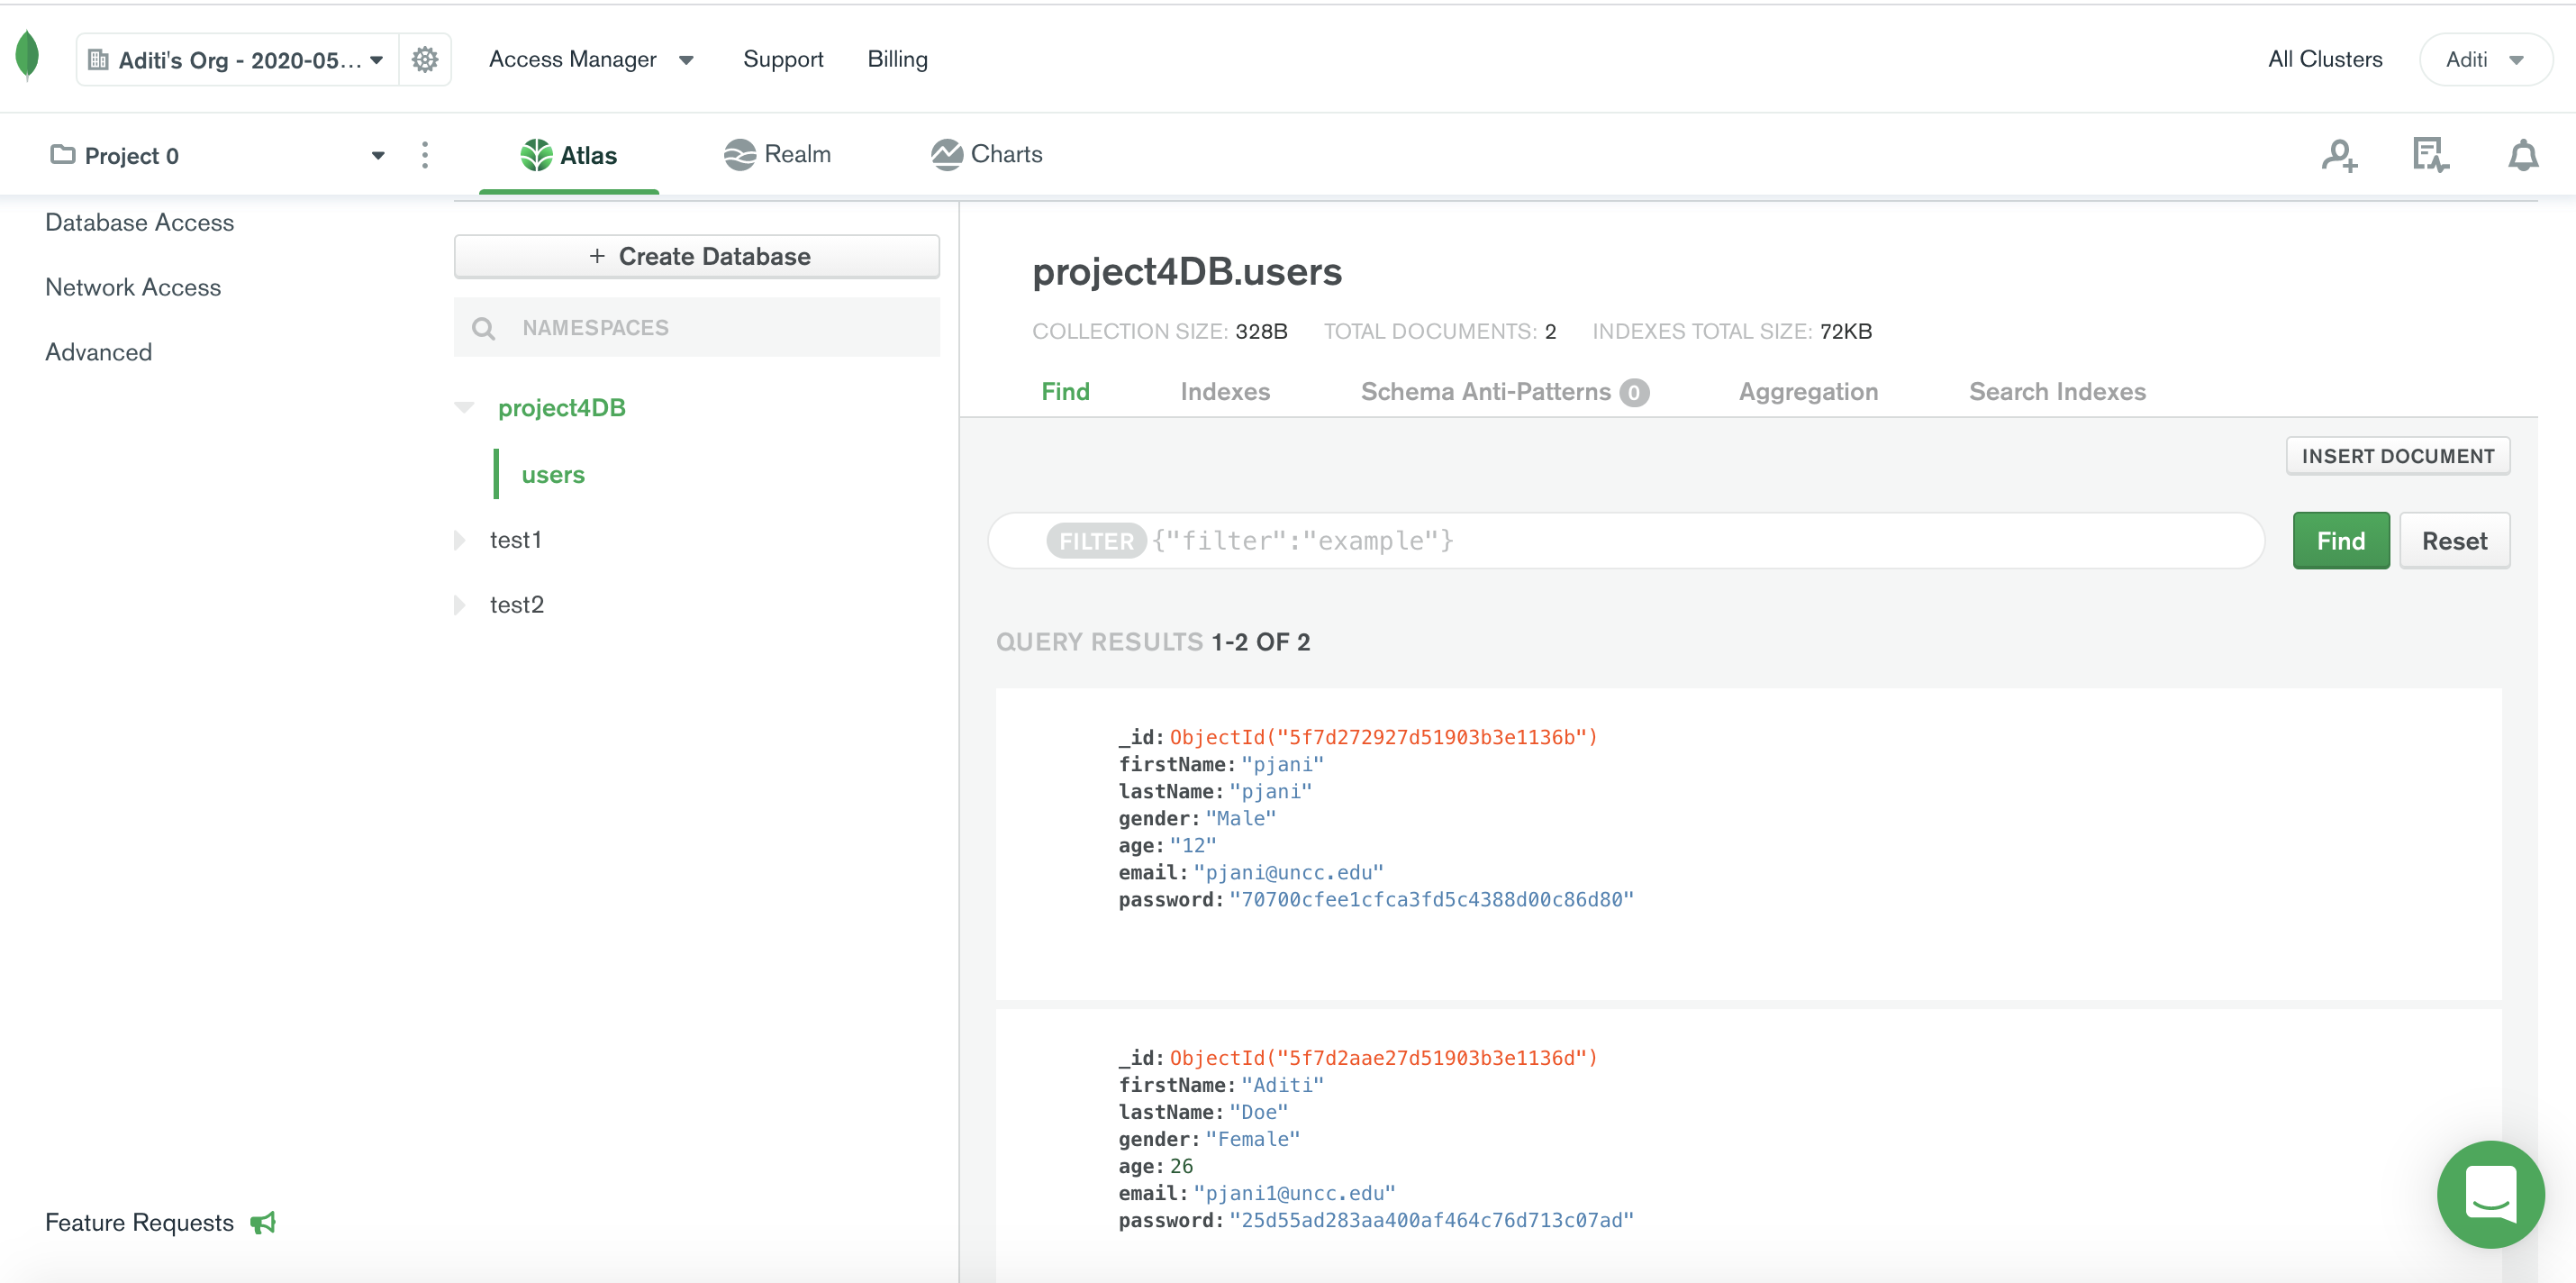 Aditi's Org - 2020-05...
Access Manager
Support
Billing
All Clusters
Aditi
Project 0
Atlas
Realm
Charts
Database Access
Network Access
Advanced
Feature Requests
+ Create Database
NAMESPACES
project4DB
users
test1
test2
project4DB.users
COLLECTION SIZE: 328B TOTAL DOCUMENTS: 2 INDEXES TOTAL SIZE: 72KB
Find Indexes Schema Anti-Patterns 0 Aggregation Search Indexes
INSERT DOCUMENT
FILTER {"filter":"example"}
Find
Reset
QUERY RESULTS 1-2 OF 2
_id: ObjectId("5f7d272927d51903b3e1136b")
firstName: "pjani"
lastName: "pjani"
gender: "Male"
age: "12"
email: "pjani@uncc.edu"
password: "70700cfee1cfca3fd5c4388d00c86d80"
_id: ObjectId("5f7d2aae27d51903b3e1136d")
firstName: "Aditi"
lastName: "Doe"
gender: "Female"
age: 26
email: "pjani1@uncc.edu"
password: "25d55ad283aa400af464c76d713c07ad"